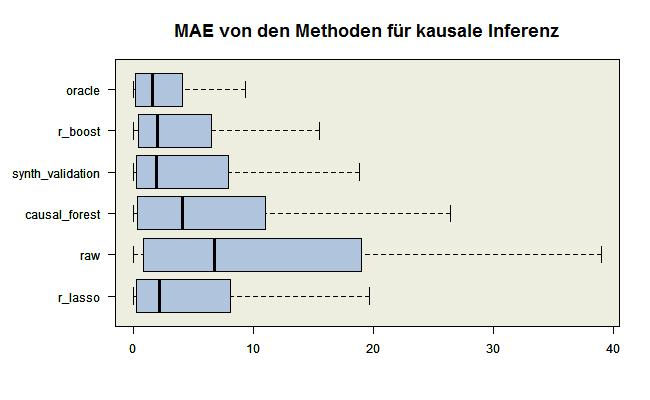 MAE von den Methoden für kausale Inferenz
oracle
r_boost
synth_validation
causal_forest
raw
r_lasso
0 10 20 30 40